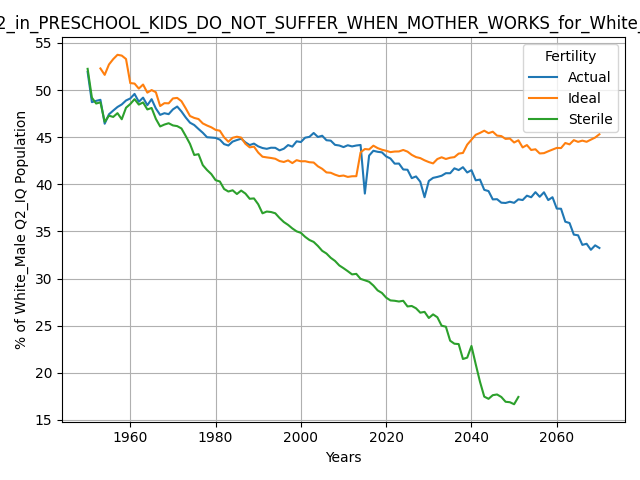 2_in_PRESCHOOL_KIDS_DO_NOT_SUFFER_WHEN_MOTHER_WORKS_for_White_
Fertility
Actual
Ideal
Sterile
% of White_Male Q2_IQ Population
55
50
45
40
35
30
25
20
15
1960
1980
2000
2020
2040
2060
Years